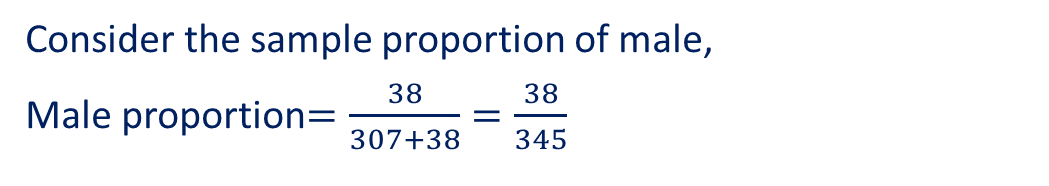 Consider the sample proportion of male,
Male proportion= 38/307+38 = 38/345